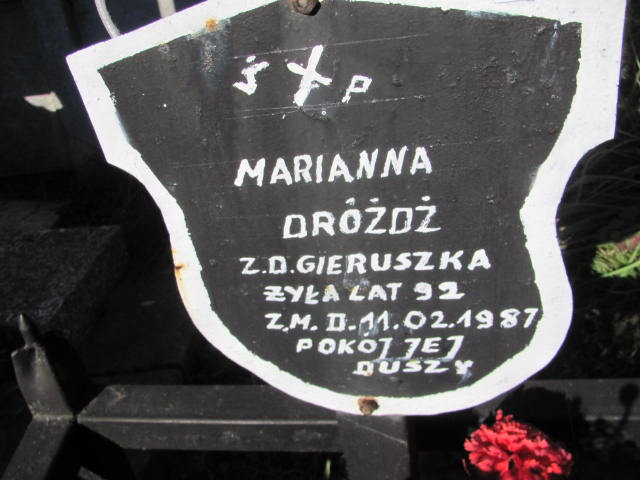 Ś P
MARIANNA
DRÓŻDŻ
Z.D.GIERUSZKA
ŻYŁA LAT 92
Z.M. D. 11.02.1987
POKÓJ JEJ
DUSZY